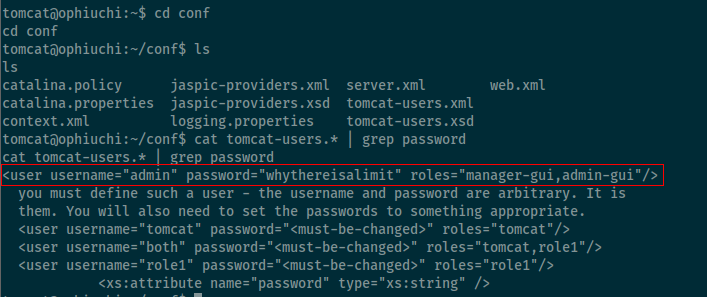 tomcat@ophiuchi:~$ cd conf
cd conf
tomcat@ophiuchi:~/conf$ ls
ls
catalina.policy jaspic-providers.xml server.xml web.xml
catalina.properties jaspic-providers.xsd tomcat-users.xml
context.xml logging.properties tomcat-users.xsd
tomcat@ophiuchi:~/conf$ cat tomcat-users.* | grep password
cat tomcat-users.* | grep password
<user username="admin" password="whythereisalimit" roles="manager-gui,admin-gui"/>
you must define such a user - the username and password are arbitrary. It is
them. You will also need to set the passwords to something appropriate.
<user username="tomcat" password="<must-be-changed>" roles="tomcat"/>
<user username="both" password="<must-be-changed>" roles="tomcat,role1"/>
<user username="role1" password="<must-be-changed>" roles="role1"/>
<xs:attribute name="password" type="xs:string" />